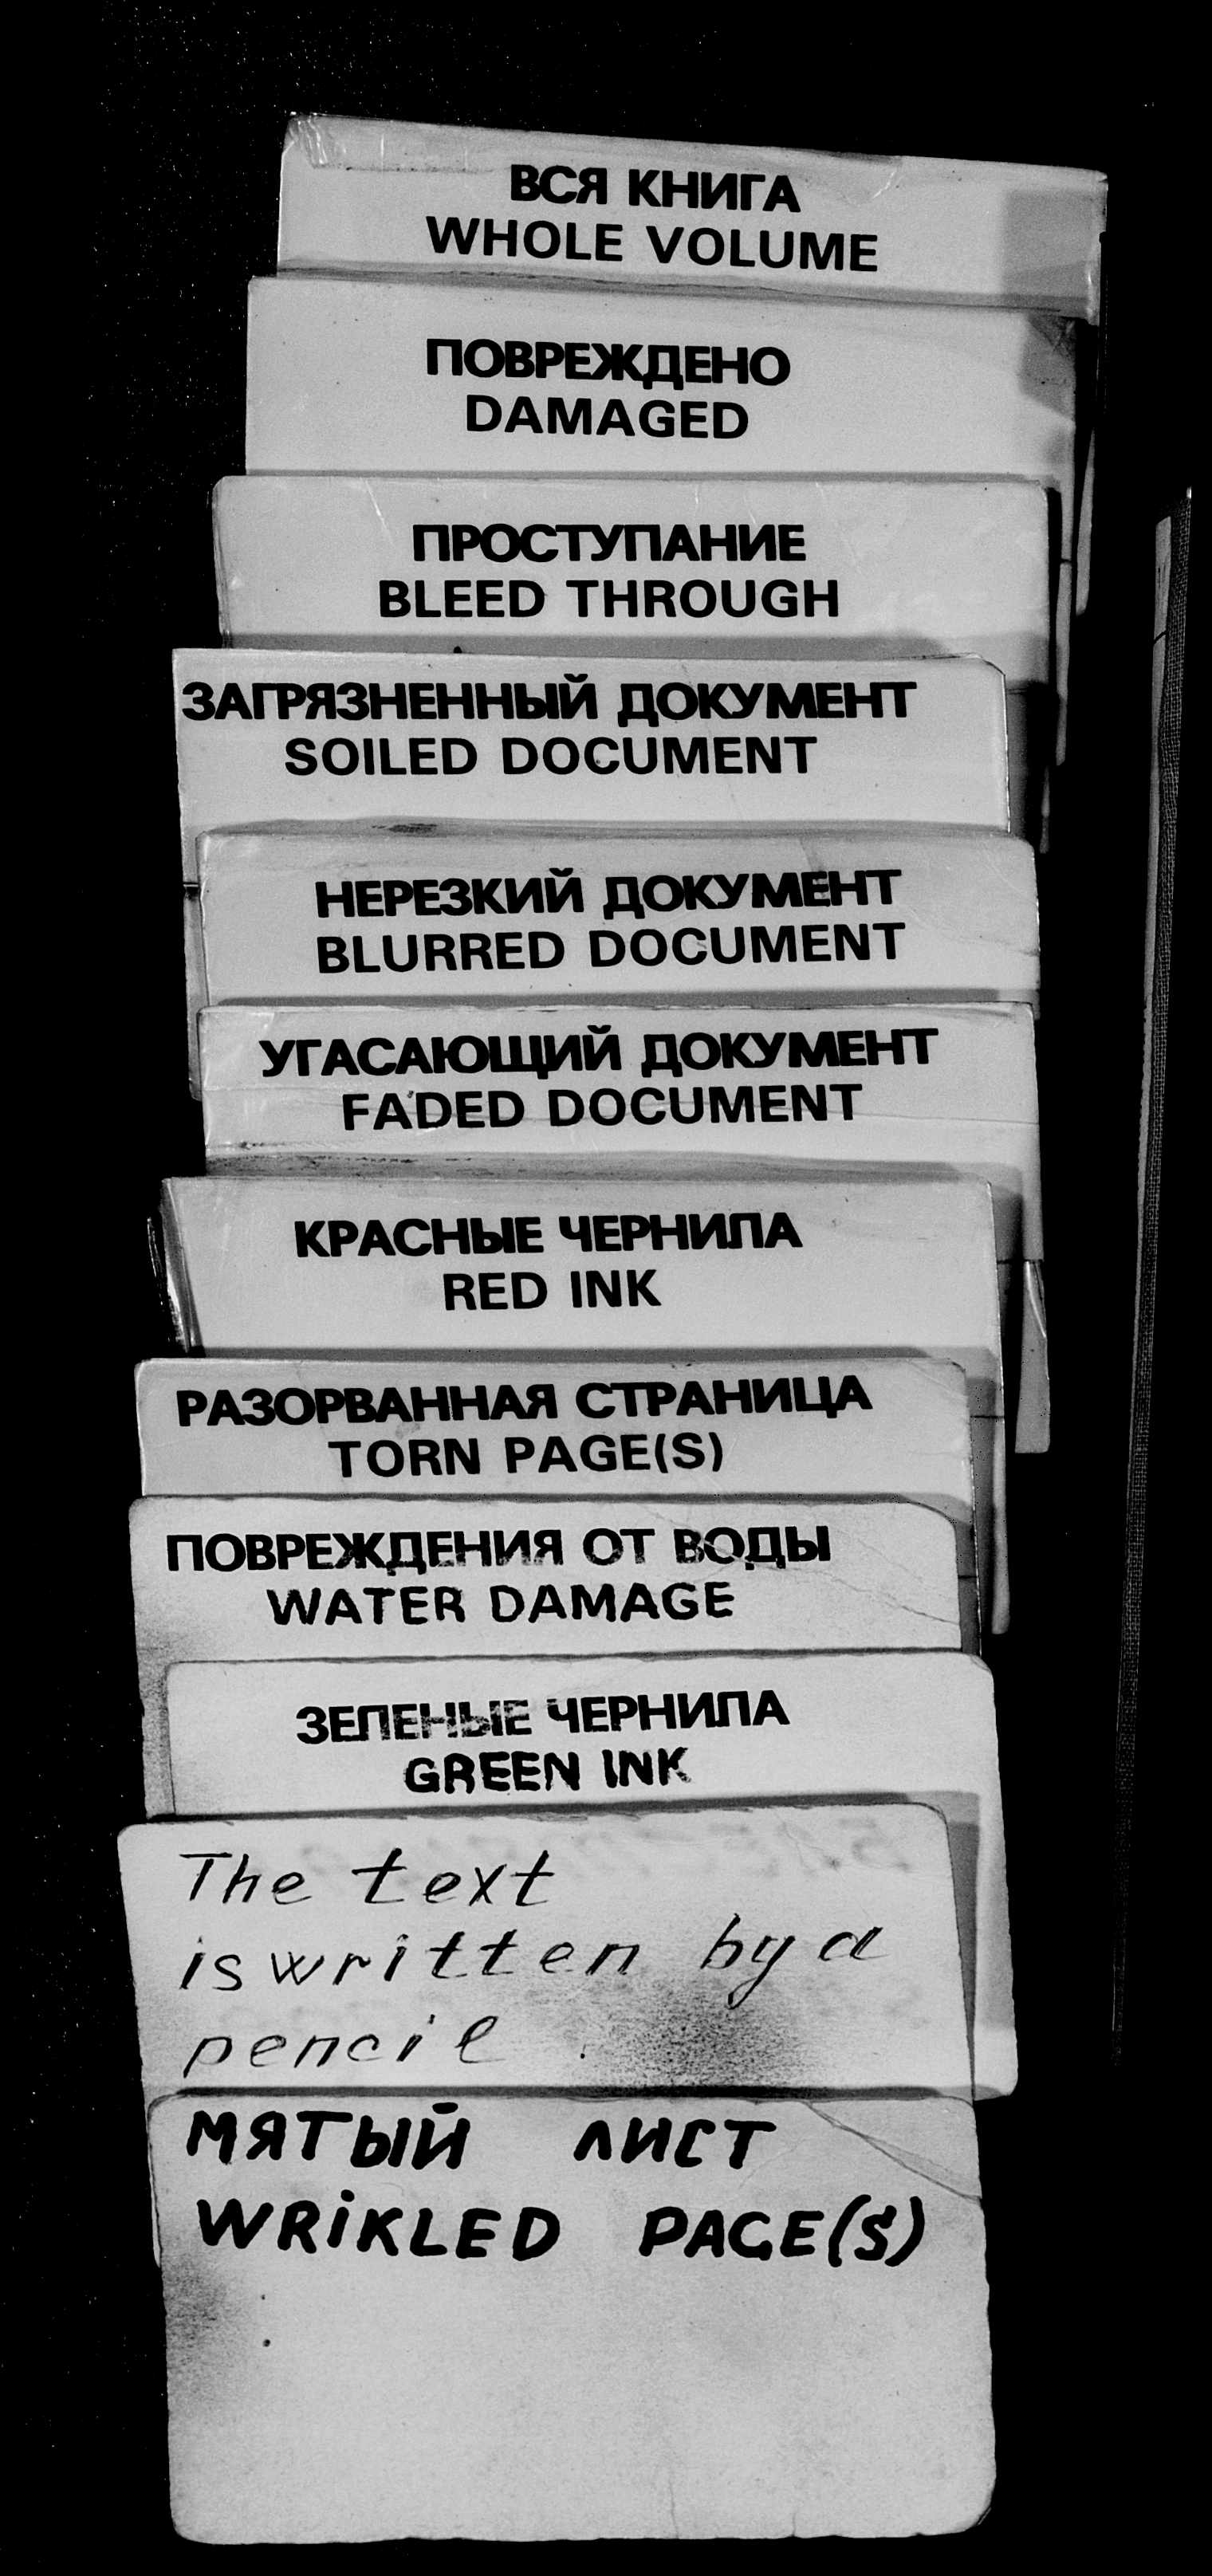 ВСЯ КНИГА
WHOLE VOLUME
ПОВРЕЖДЕНО
DAMAGED
ПРОСТУПАНИЕ
BLEED THROUGH
ЗАГРЯЗНЕННЫЙ ДОКУМЕНТ
SOILED DOCUMENT
НЕРЕЗКИЙ ДОКУМЕНТ
BLURRED DOCUMENT
УГАСАЮЩИЙ ДОКУМЕНТ
FADED DOCUMENT
КРАСНЫЕ ЧЕРНИЛА
RED INK
РАЗОРВАННАЯ СТРАНИЦА
TORN PAGE(S)
ПОВРЕЖДЕНИЯ ОТ ВОДЫ
WATER DAMAGE
ЗЕЛЕНЫЕ ЧЕРНИЛА
GREEN INK
The text
is written by a
pencil
МЯТЫЙ ЛИСТ
WRiKLED PAGE(S)